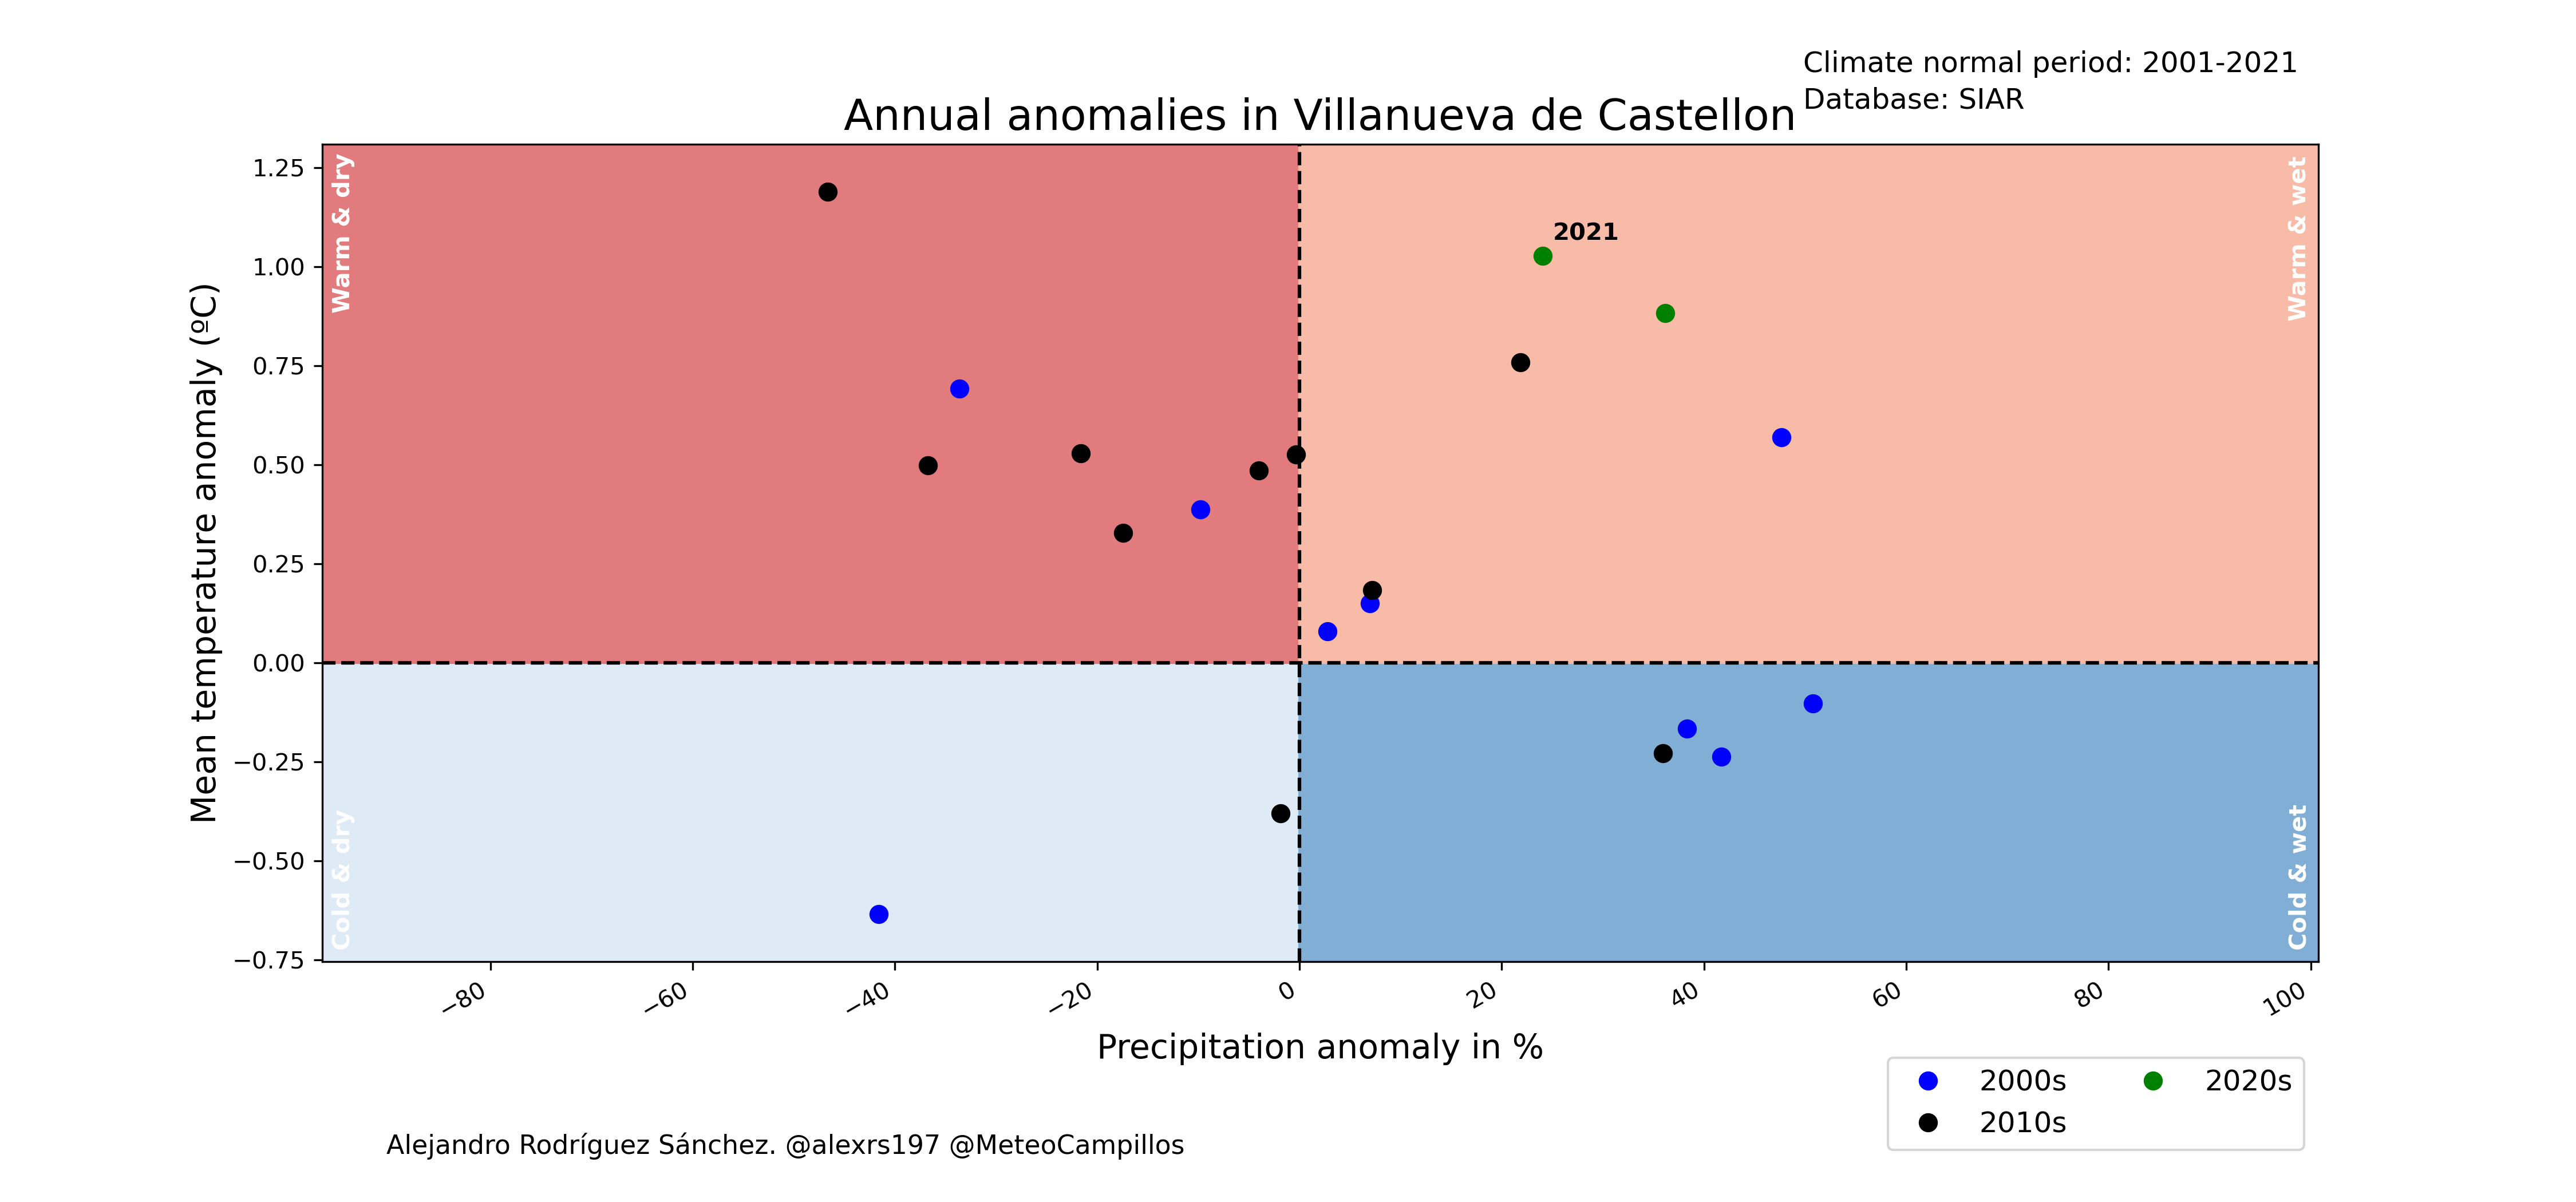 Climate normal period: 2001-2021
Database: SIAR
Annual anomalies in Villanueva de Castellon
Warm & dry
Warm & wet
2021
Cold & dry
Cold & wet
Mean temperature anomaly (ºC)
1.25
1.00
0.75
0.50
0.25
0.00
−0.25
−0.50
−0.75
−80 −60 −40 −20 0 20 40 60 80 100
Precipitation anomaly in %
2000s 2020s
2010s
Alejandro Rodríguez Sánchez. @alexrs197 @MeteoCampillos